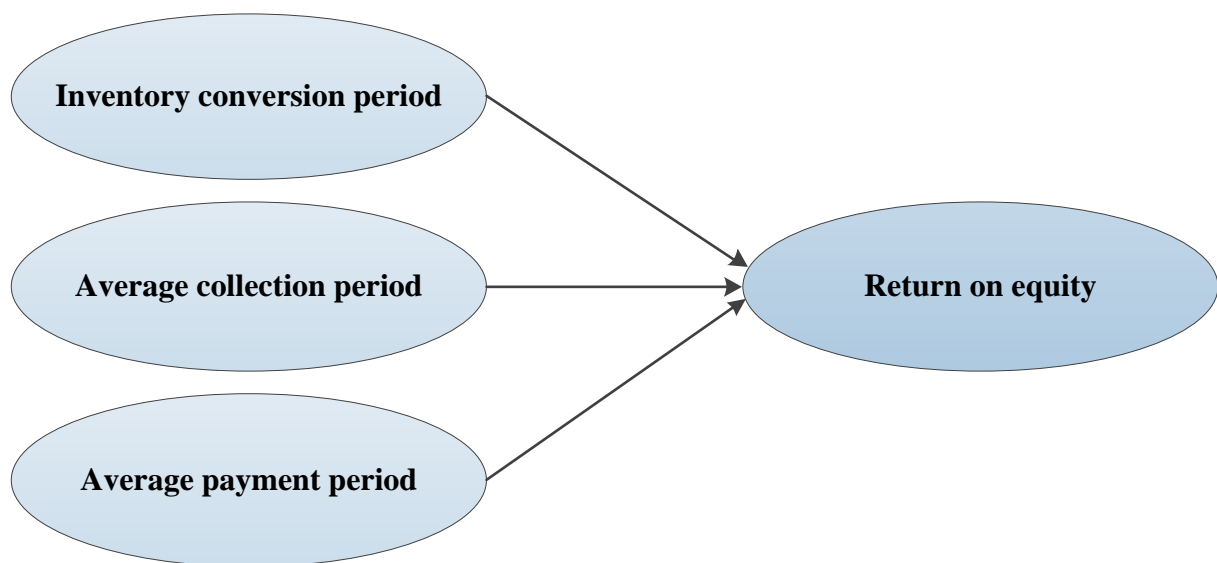 Inventory conversion period
Average collection period
Return on equity
Average payment period